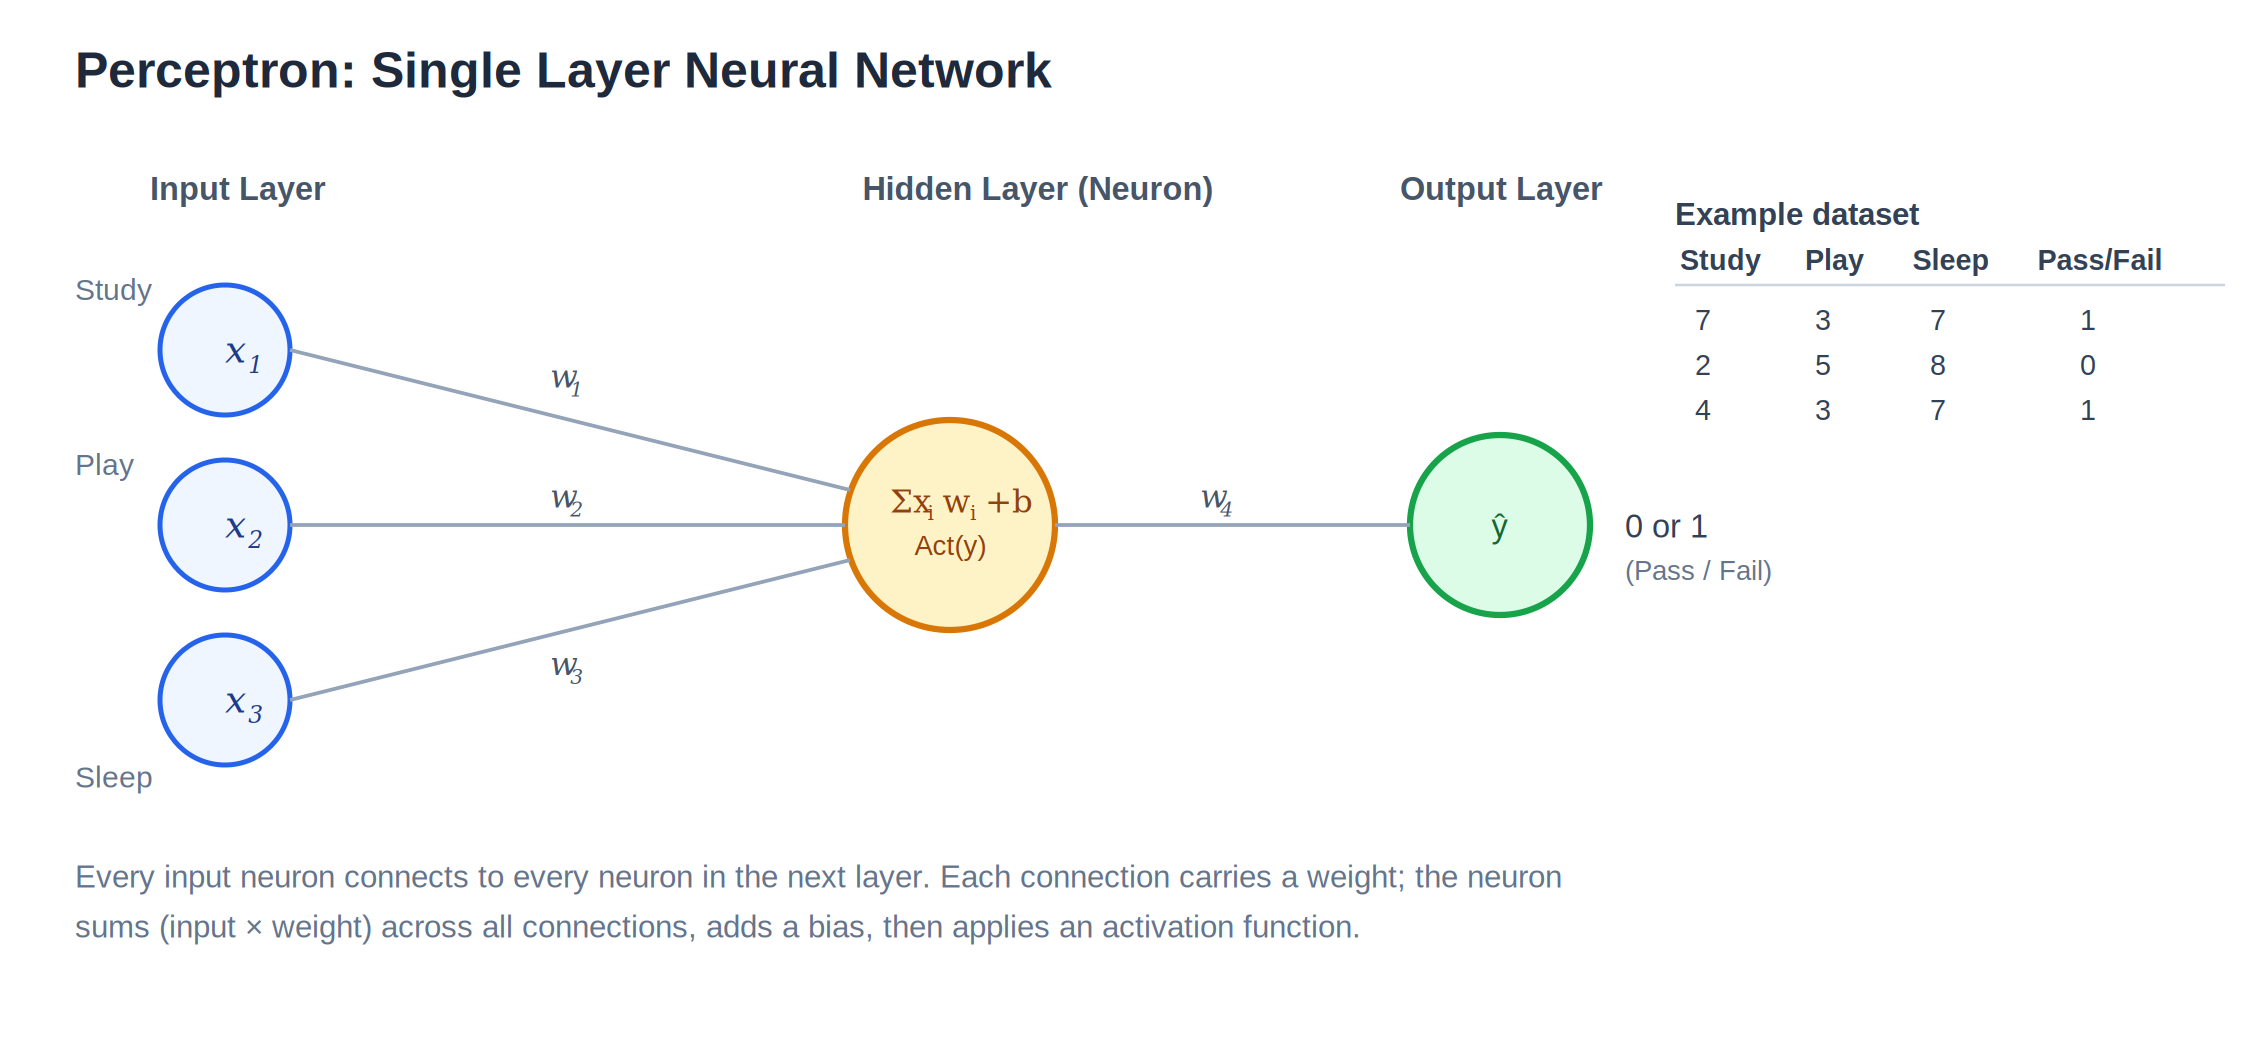 Perceptron: Single Layer Neural Network
Input Layer
Hidden Layer (Neuron)
Output Layer
Example dataset
Study Play Sleep Pass/Fail
7 3 7 1
2 5 8 0
4 3 7 1
Study
x₁
w₁
Play
x₂
w₂
Sleep
x₃
w₃
Σxᵢ wᵢ +b
Act(y)
w₄
ŷ
0 or 1
(Pass / Fail)
Every input neuron connects to every neuron in the next layer. Each connection carries a weight; the neuron
sums (input × weight) across all connections, adds a bias, then applies an activation function.